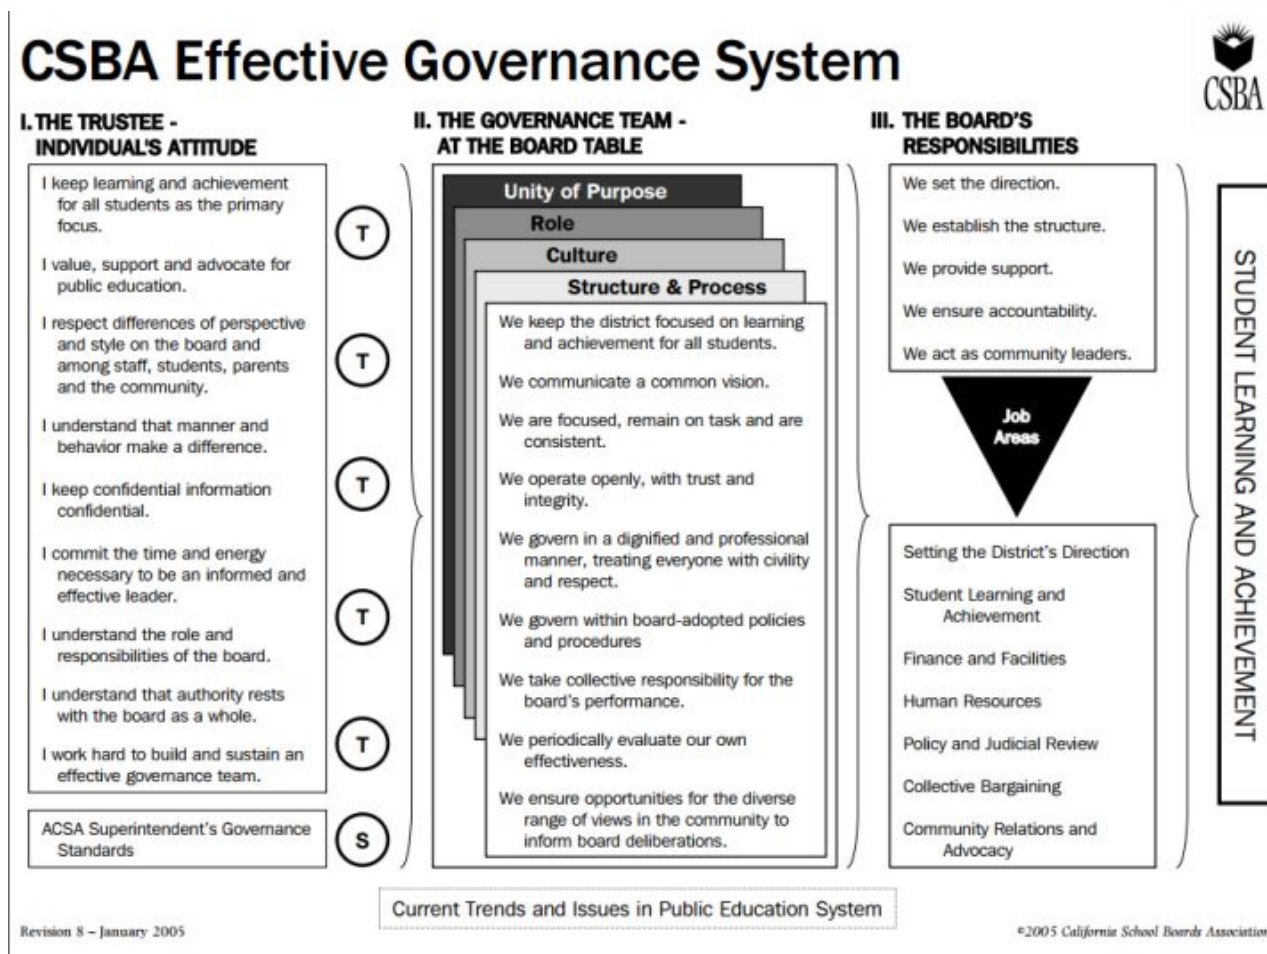 CSBA Effective Governance System
CSBA
I. THE TRUSTEE -
INDIVIDUAL'S ATTITUDE
I keep learning and achievement
for all students as the primary
focus.
I value, support and advocate for
public education.
I respect differences of perspective
and style on the board and
among staff, students, parents
and the community.
I understand that manner and
behavior make a difference.
I keep confidential information
confidential.
I commit the time and energy
necessary to be an informed and
effective leader.
I understand the role and
responsibilities of the board.
I understand that authority rests
with the board as a whole.
I work hard to build and sustain an
effective governance team.
ACSA Superintendent's Governance
Standards
T
T
T
T
T
S
II. THE GOVERNANCE TEAM -
AT THE BOARD TABLE
Unity of Purpose
Role
Culture
Structure & Process
We keep the district focused on learning
and achievement for all students.
We communicate a common vision.
We are focused, remain on task and are
consistent.
We operate openly, with trust and
integrity.
We govern in a dignified and professional
manner, treating everyone with civility
and respect.
We govern within board-adopted policies
and procedures
We take collective responsibility for the
board's performance.
We periodically evaluate our own
effectiveness.
We ensure opportunities for the diverse
range of views in the community to
inform board deliberations.
III. THE BOARD'S
RESPONSIBILITIES
We set the direction.
We establish the structure.
We provide support.
We ensure accountability.
We act as community leaders.
Job
Areas
Setting the District's Direction
Student Learning and
Achievement
Finance and Facilities
Human Resources
Policy and Judicial Review
Collective Bargaining
Community Relations and
Advocacy
STUDENT LEARNING AND ACHIEVEMENT
Current Trends and Issues in Public Education System
Revision 8 – January 2005
©2005 California School Boards Association